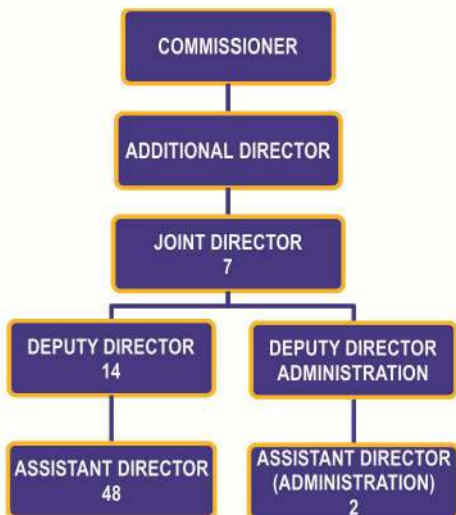 COMMISSIONER
ADDITIONAL DIRECTOR
JOINT DIRECTOR
7
DEPUTY DIRECTOR
14
DEPUTY DIRECTOR
ADMINISTRATION
ASSISTANT DIRECTOR
48
ASSISTANT DIRECTOR
(ADMINISTRATION)
2